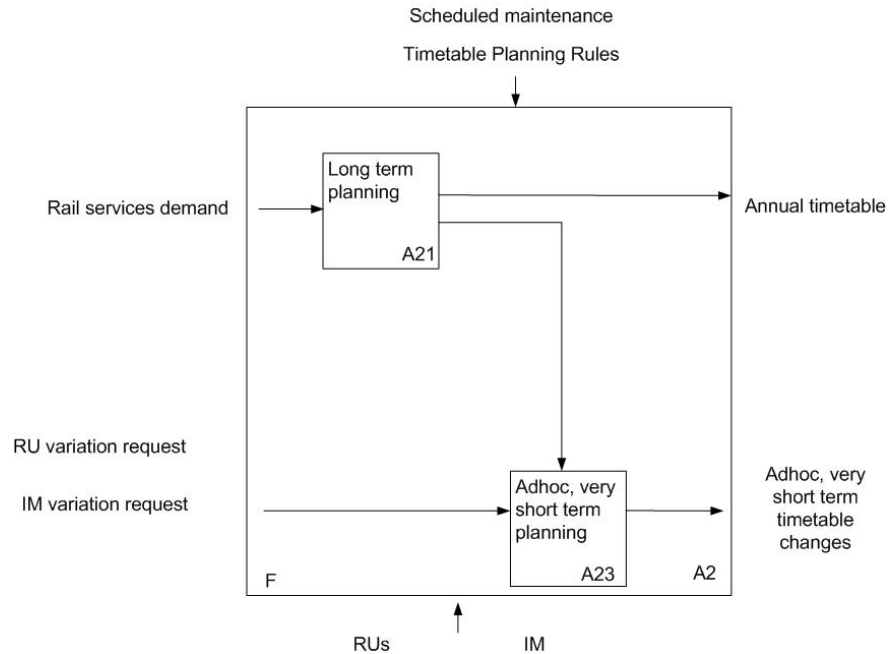 Scheduled maintenance
Timetable Planning Rules
Long term
planning
A21
Rail services demand
Annual timetable
RU variation request
IM variation request
Adhoc, very
short term
planning
A23
Adhoc, very
short term
timetable
changes
F
A2
RUs
IM